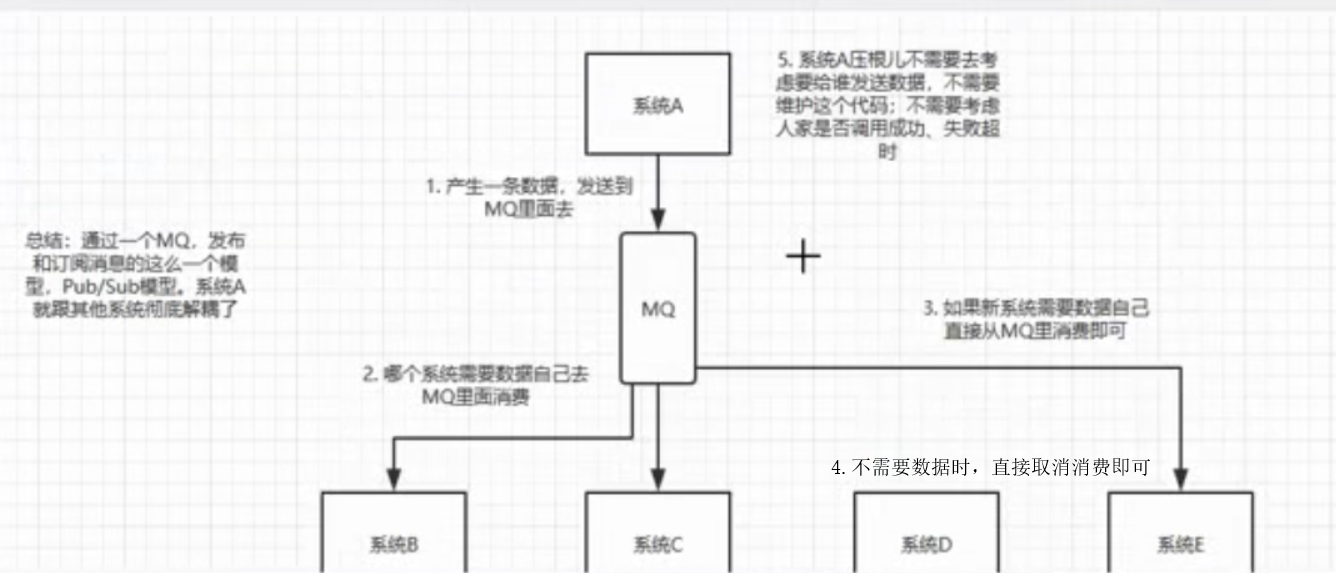 系统A
5. 系统A压根儿不需要去考
虑要给谁发送数据，不需要
维护这个代码；不需要考虑
人家是否调用成功、失败超
时
1. 产生一条数据，发送到
MQ里面去
总结：通过一个MQ，发布
和订阅消息的这么一个模
型，Pub/Sub模型。系统A
就跟其他系统彻底解耦了
MQ
3. 如果新系统需要数据自己
直接从MQ里消费即可
2. 哪个系统需要数据自己去
MQ里面消费
4. 不需要数据时，直接取消消费即可
系统B
系统C
系统D
系统E